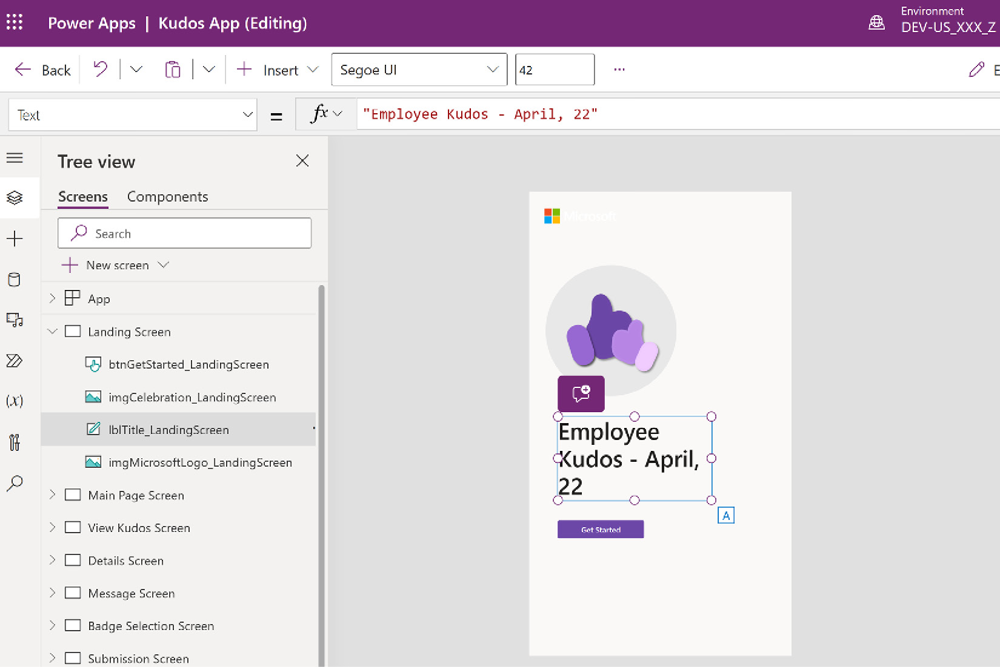 Power Apps | Kudos App (Editing)
Environment
DEV-US_XXX_Z
Back
Insert
Segoe UI
42
...
E
Text
=
fx
"Employee Kudos - April, 22"
Tree view
Screens
Components
Search
New screen
App
Landing Screen
btnGetStarted_LandingScreen
imgCelebration_LandingScreen
lblTitle_LandingScreen
imgMicrosoftLogo_LandingScreen
Main Page Screen
View Kudos Screen
Details Screen
Message Screen
Badge Selection Screen
Submission Screen
(x)
Microsoft
Employee
Kudos - April,
22
A
Get Started